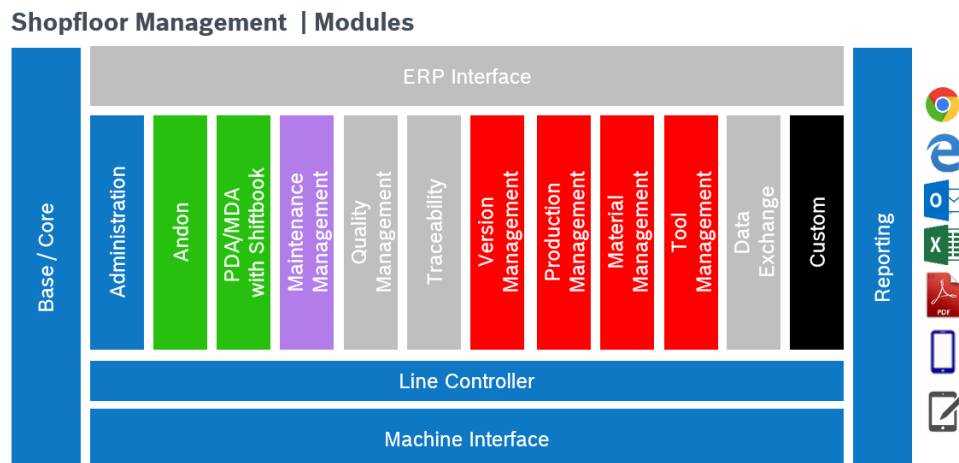 Shopfloor Management | Modules
ERP Interface
Base / Core
Administration
Andon
PDA/MDA
with Shiftbook
Maintenance
Management
Quality
Management
Traceability
Version
Management
Production
Management
Material
Management
Tool
Management
Data
Exchange
Custom
Reporting
Line Controller
Machine Interface
O
X
PDF